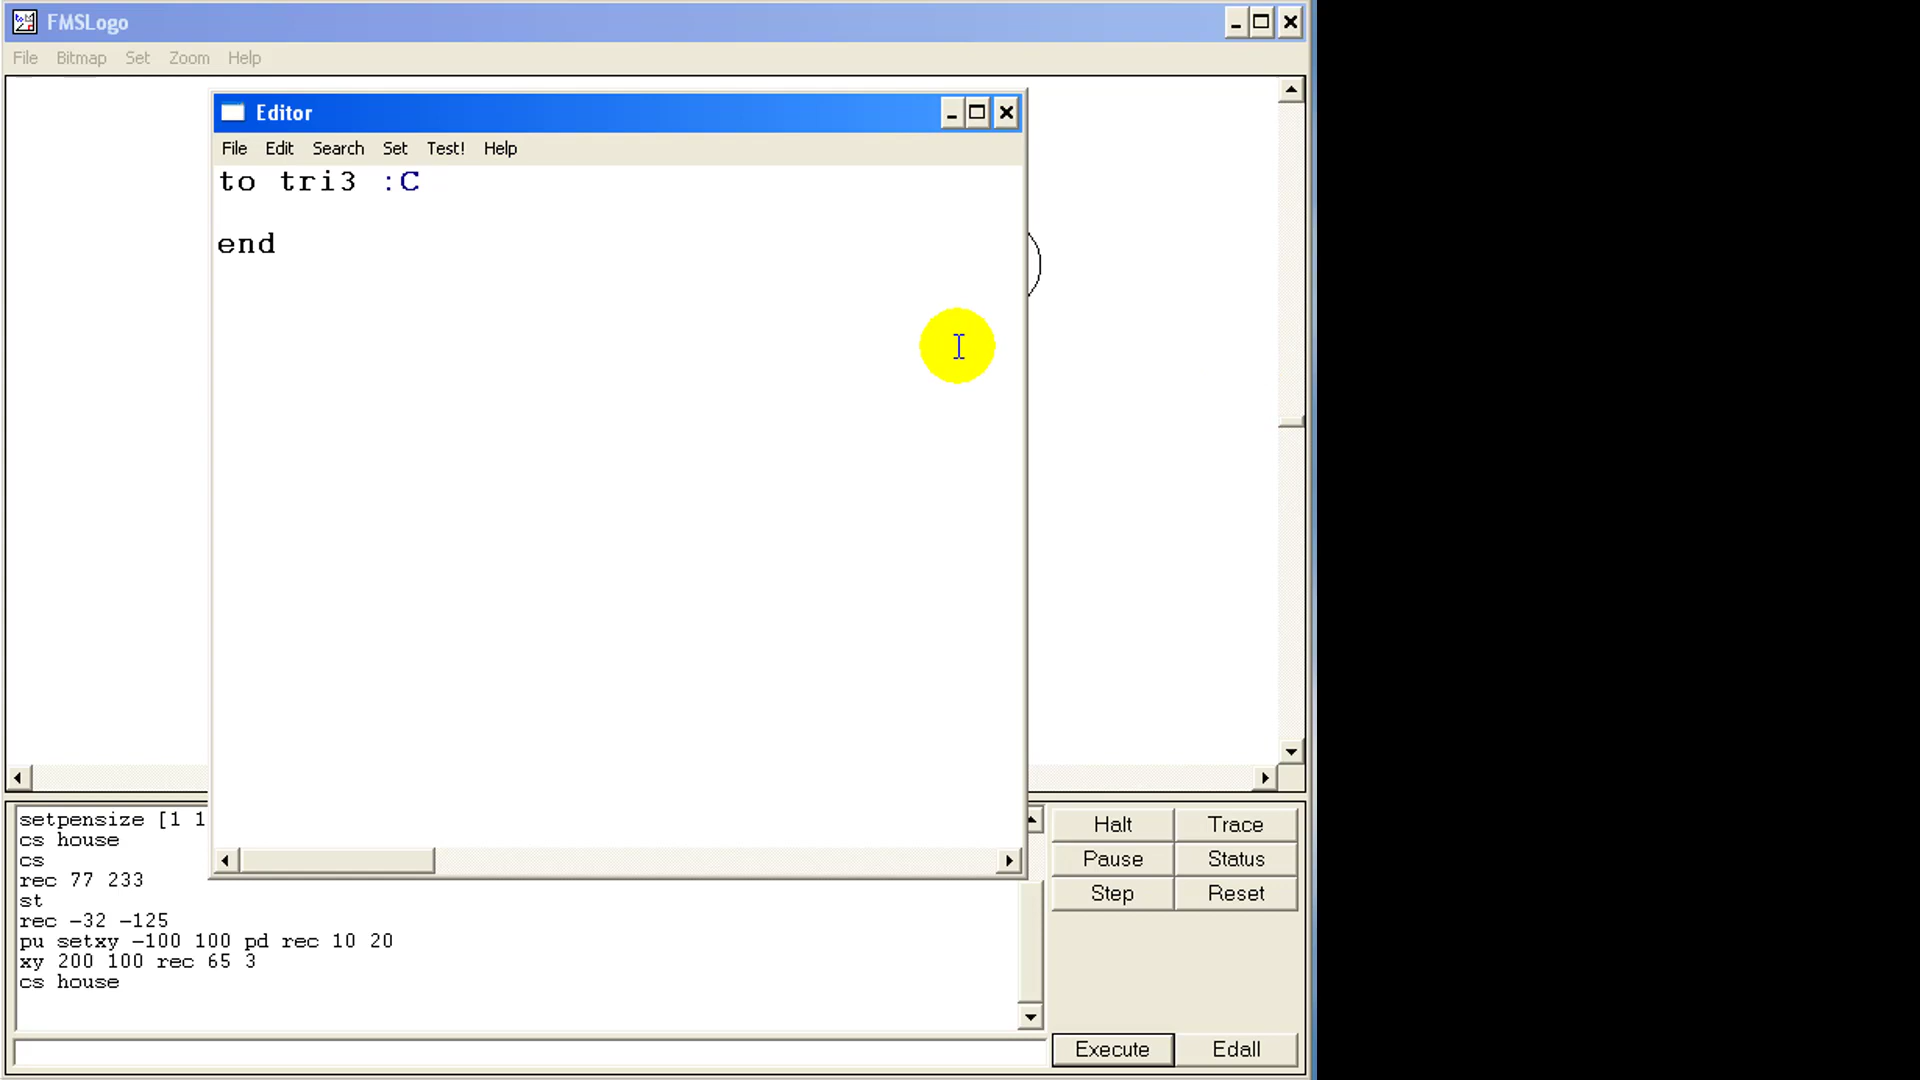 FMSLogo
File Bitmap Set Zoom Help
Editor
File Edit Search Set Test! Help
to tri3 :C
end
setpensize [1 1
cs house
cs
rec 77 233
st
rec -32 -125
pu setxy -100 100 pd rec 10 20
xy 200 100 rec 65 3
cs house
Halt Trace
Pause Status
Step Reset
Execute Edall